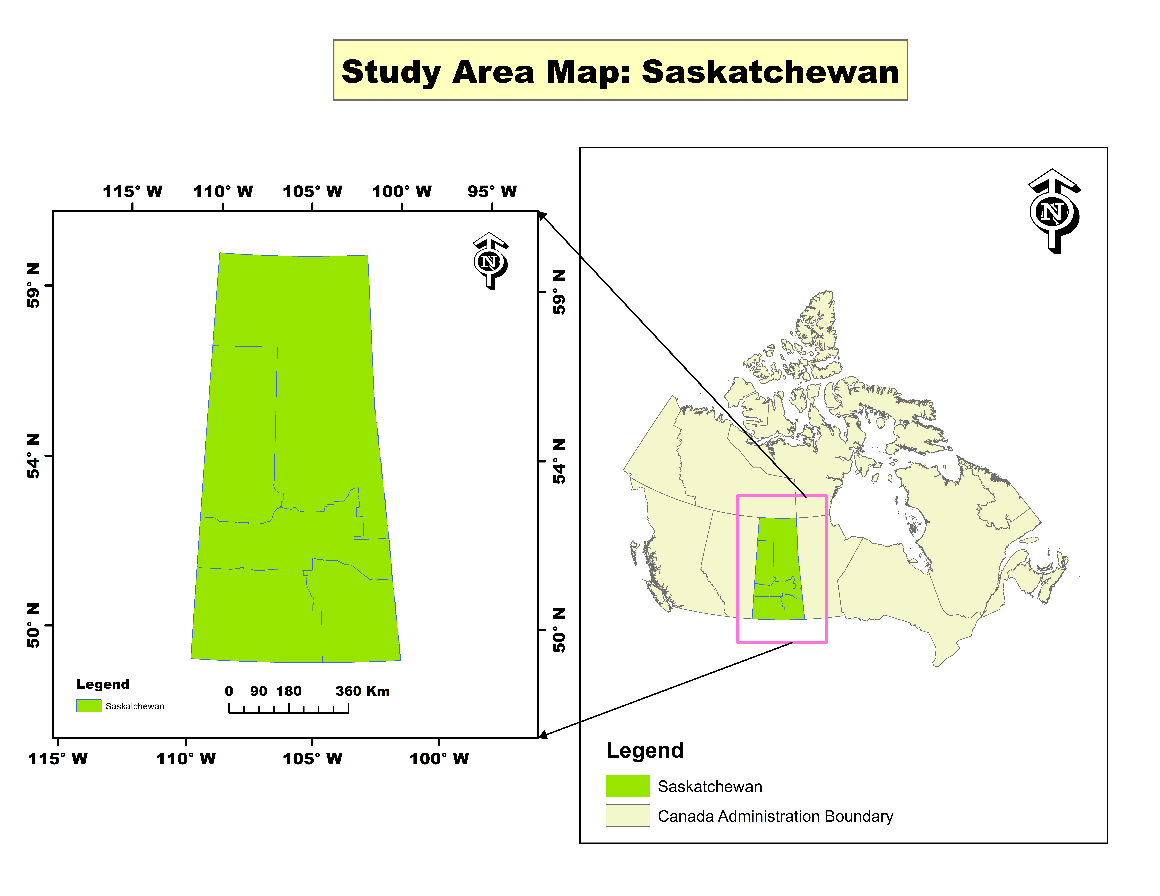 Study Area Map: Saskatchewan
115° W 110° W 105° W 100° W 95° W
N
N
59° N
59° N
54° N
54° N
50° N
50° N
Legend
Saskatchewan
0 90 180 360 Km
115° W 110° W 105° W 100° W
Legend
Saskatchewan
Canada Administration Boundary